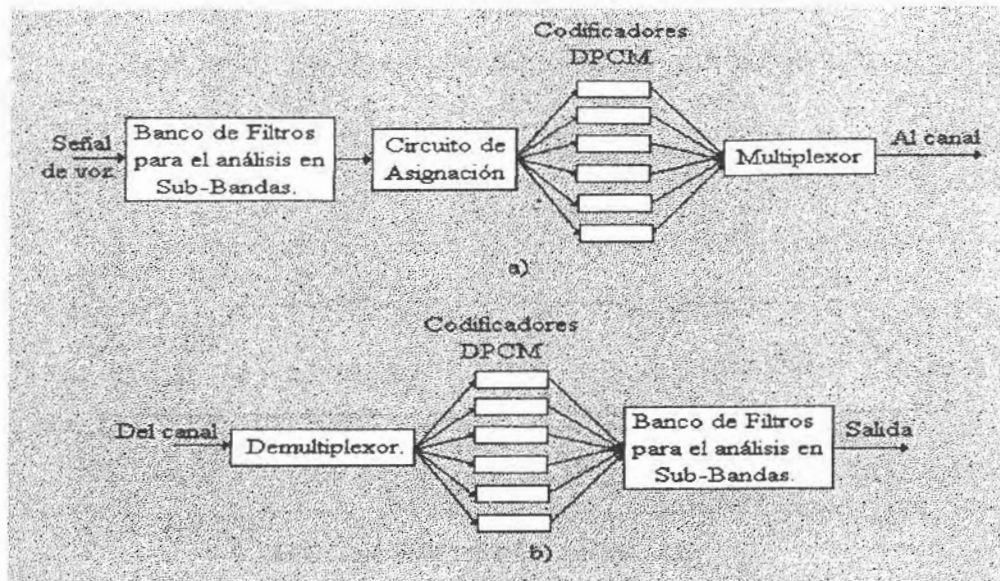 Codificadores
DPCM
Señal
de voz
Banco de Filtros
para el análisis en
Sub-Bandas.
Circuito de
Asignación
Multiplexor
Al canal
a)
Codificadores
DPCM
Del canal
Demultiplexor.
Banco de Filtros
para el análisis en
Sub-Bandas.
Salida
b)